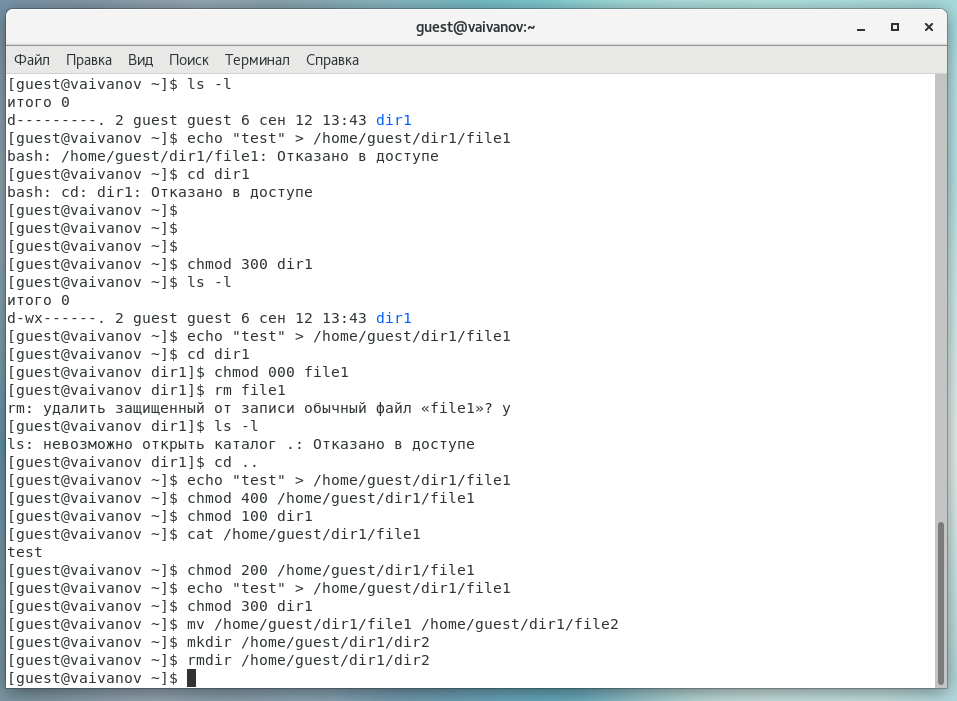 guest@vaivanov:~
Файл Правка Вид Поиск Терминал Справка
[guest@vaivanov ~]$ ls -l
итого 0
d---------. 2 guest guest 6 сен 12 13:43 dir1
[guest@vaivanov ~]$ echo "test" > /home/guest/dir1/file1
bash: /home/guest/dir1/file1: Отказано в доступе
[guest@vaivanov ~]$ cd dir1
bash: cd: dir1: Отказано в доступе
[guest@vaivanov ~]$
[guest@vaivanov ~]$
[guest@vaivanov ~]$
[guest@vaivanov ~]$ chmod 300 dir1
[guest@vaivanov ~]$ ls -l
итого 0
d-wx------. 2 guest guest 6 сен 12 13:43 dir1
[guest@vaivanov ~]$ echo "test" > /home/guest/dir1/file1
[guest@vaivanov ~]$ cd dir1
[guest@vaivanov dir1]$ chmod 000 file1
[guest@vaivanov dir1]$ rm file1
rm: удалить защищенный от записи обычный файл «file1»? y
[guest@vaivanov dir1]$ ls -l
ls: невозможно открыть каталог .: Отказано в доступе
[guest@vaivanov dir1]$ cd ..
[guest@vaivanov ~]$ echo "test" > /home/guest/dir1/file1
[guest@vaivanov ~]$ chmod 400 /home/guest/dir1/file1
[guest@vaivanov ~]$ chmod 100 dir1
[guest@vaivanov ~]$ cat /home/guest/dir1/file1
test
[guest@vaivanov ~]$ chmod 200 /home/guest/dir1/file1
[guest@vaivanov ~]$ echo "test" > /home/guest/dir1/file1
[guest@vaivanov ~]$ chmod 300 dir1
[guest@vaivanov ~]$ mv /home/guest/dir1/file1 /home/guest/dir1/file2
[guest@vaivanov ~]$ mkdir /home/guest/dir1/dir2
[guest@vaivanov ~]$ rmdir /home/guest/dir1/dir2
[guest@vaivanov ~]$